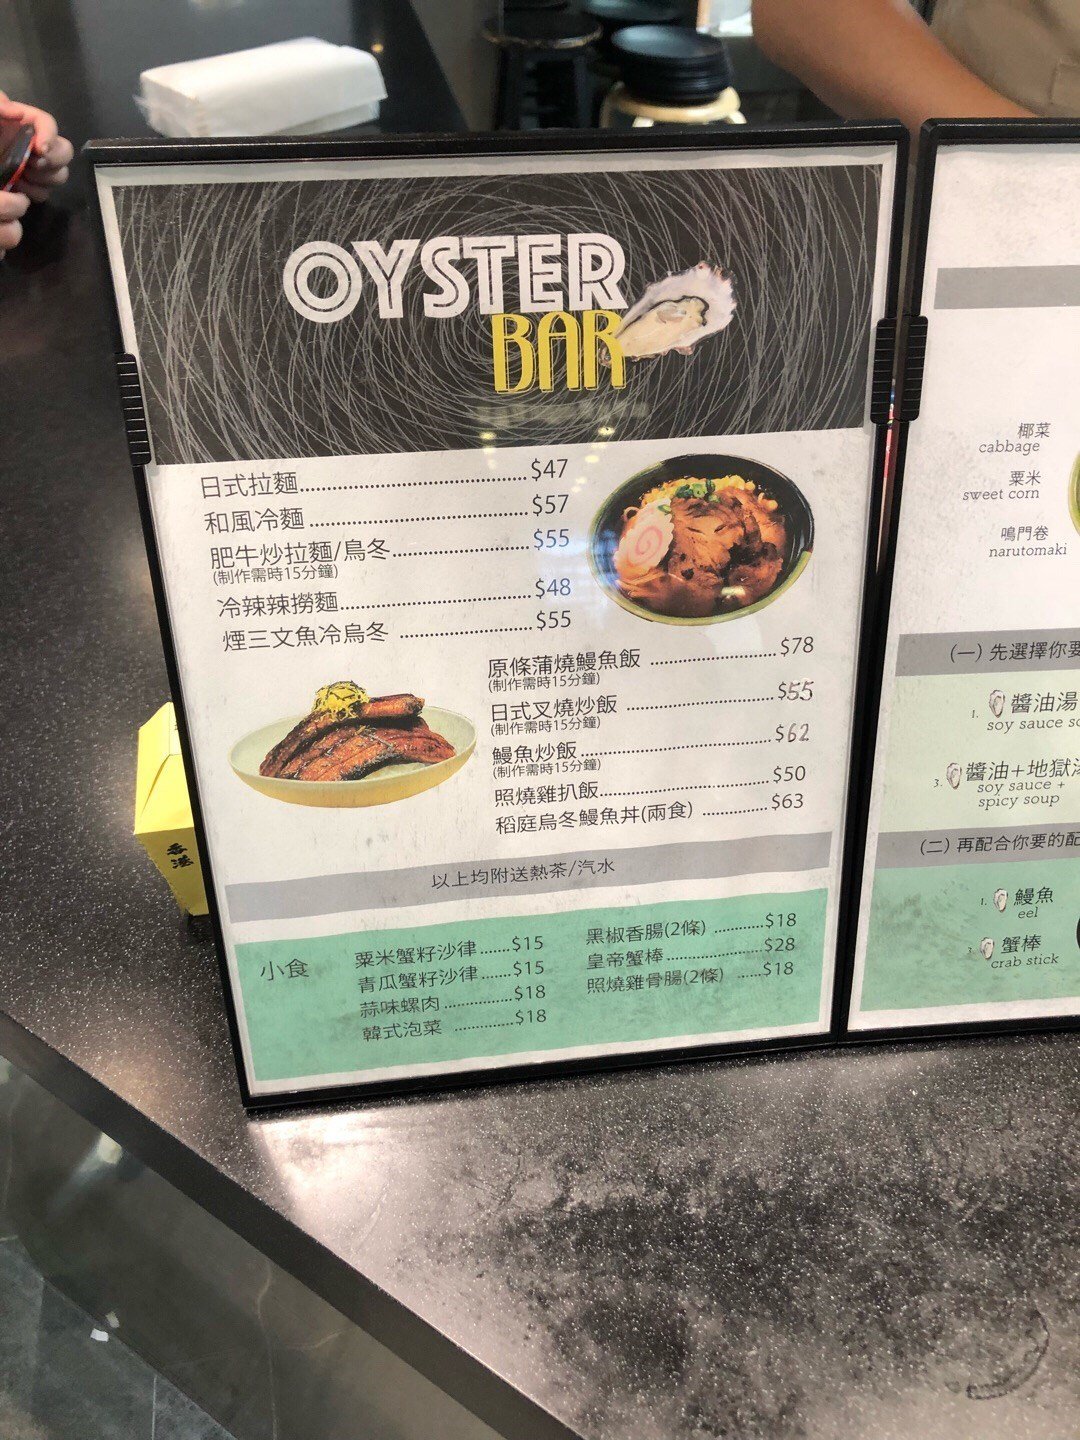 OYSTER
BAR
日式拉麵 $47
和風冷麵 $57
肥牛炒拉麵/鳥冬 $55
(制作需時15分鐘)
冷辣辣撈麵 $48
煙三文魚冷烏冬 $55
原條蒲燒鰻魚飯 $78
(制作需時15分鐘)
日式叉燒炒飯 $55
(制作需時15分鐘)
鰻魚炒飯 $62
(制作需時15分鐘)
照燒雞扒飯 $50
稻庭烏冬鰻魚丼(兩食) $63
以上均附送熱茶/汽水
小食
粟米蟹籽沙律 $15
青瓜蟹籽沙律 $15
蒜味螺肉 $18
韓式泡菜 $18
黑椒香腸(2條) $18
皇帝蟹棒 $28
照燒雞骨腸(2條) $18
香港
椰菜
cabbage
粟米
sweet corn
鳴門卷
narutomaki
(一) 先選擇你要
1. 醬油湯
soy sauce
3. 醬油+地獄
soy sauce +
spicy soup
(二) 再配合你要的配
1. 鰻魚
eel
3. 蟹棒
crab stick